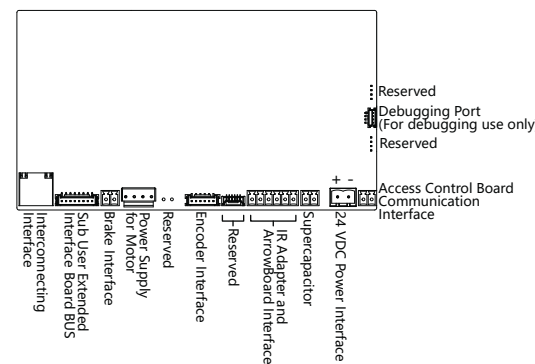 Reserved
Debugging Port
(For debugging use only
Reserved
+ -
Access Control Board
Communication
Interface
Interconnecting
Interface
Sub User Extended
Interface Board BUS
Brake Interface
Power Supply
for Motor
Reserved
Encoder Interface
Reserved
IR Adapter and
ArrowBoard Interface
Supercapacitor
24 VDC Power Interface